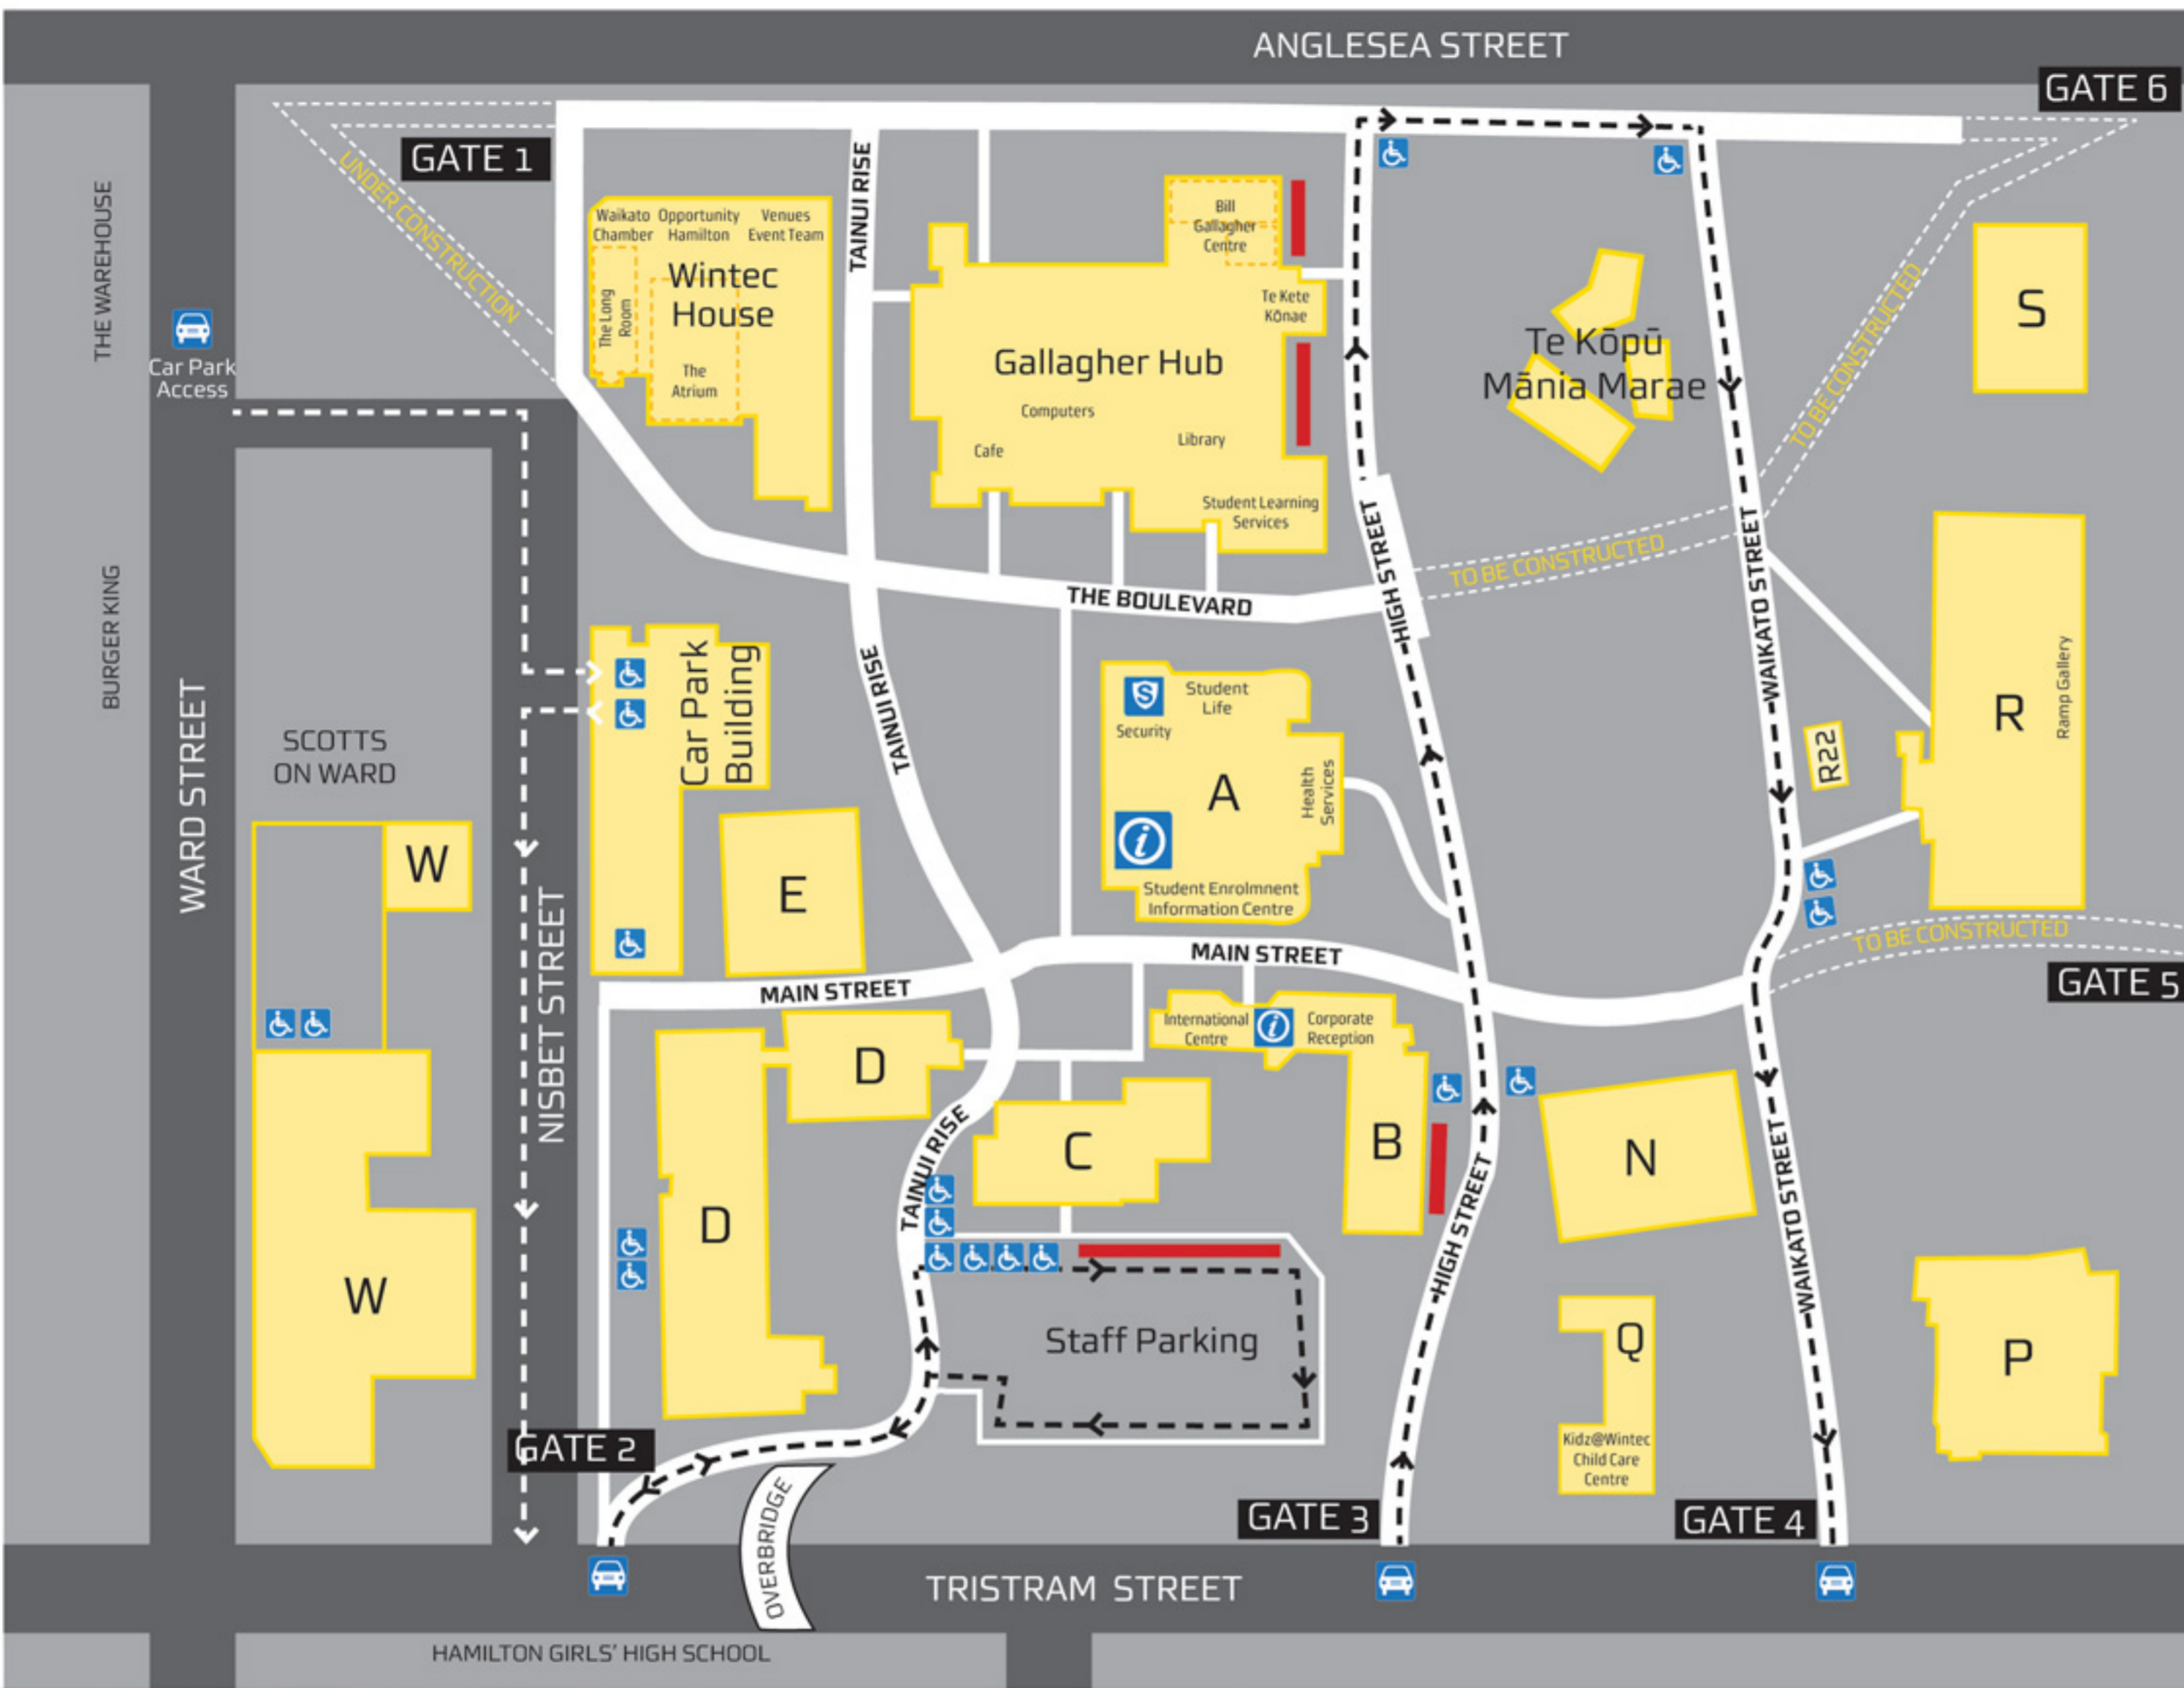 ANGLESEA STREET
GATE 6
GATE 1
UNDER CONSTRUCTION
THE WAREHOUSE
Car Park
Access
BURGER KING
WARD STREET
SCOTTS
ON WARD
W
W
NISBET STREET
Waikato
Chamber
Opportunity
Hamilton
Venues
Event Team
Wintec
House
The Long
Room
The
Atrium
TAINUI RISE
Bill
Gallagher
Centre
Te Kete
Kōnae
Gallagher Hub
Computers
Cafe
Library
Student Learning
Services
Te Kōpū
Mānia Marae
TO BE CONSTRUCTED
S
HIGH STREET
TO BE CONSTRUCTED
WAIKATO STREET
THE BOULEVARD
HIGH STREET
WAIKATO STREET
Car Park
Building
TAINUI RISE
S
Security
Student
Life
A
Health
Services
i
Student Enrolmnent
Information Centre
R22
R
Ramp Gallery
E
TO BE CONSTRUCTED
GATE 5
MAIN STREET
MAIN STREET
D
D
International
Centre
i
Corporate
Reception
B
C
TAINUI RISE
N
HIGH STREET
WAIKATO STREET
WAIKATO STREET
Staff Parking
Q
Kidz@Wintec
Child Care
Centre
P
GATE 2
GATE 3
GATE 4
OVERBRIDGE
TRISTRAM STREET
HAMILTON GIRLS' HIGH SCHOOL